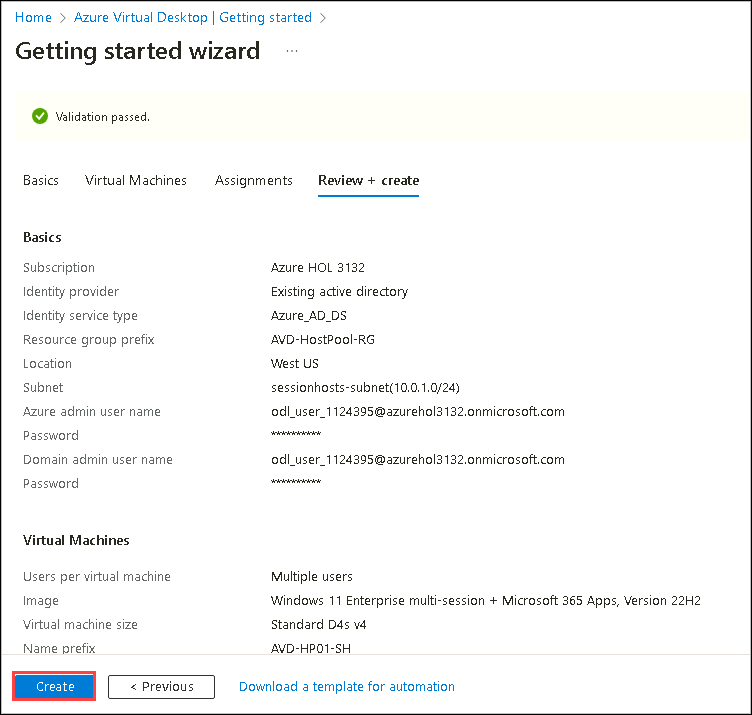 Home > Azure Virtual Desktop | Getting started >
Getting started wizard ...
Validation passed.
Basics Virtual Machines Assignments Review + create
Basics
Subscription Azure HOL 3132
Identity provider Existing active directory
Identity service type Azure_AD_DS
Resource group prefix AVD-HostPool-RG
Location West US
Subnet sessionhosts-subnet(10.0.1.0/24)
Azure admin user name odl_user_1124395@azurehol3132.onmicrosoft.com
Password **********
Domain admin user name odl_user_1124395@azurehol3132.onmicrosoft.com
Password **********
Virtual Machines
Users per virtual machine Multiple users
Image Windows 11 Enterprise multi-session + Microsoft 365 Apps, Version 22H2
Virtual machine size Standard D4s v4
Name prefix AVD-HP01-SH
Create < Previous Download a template for automation